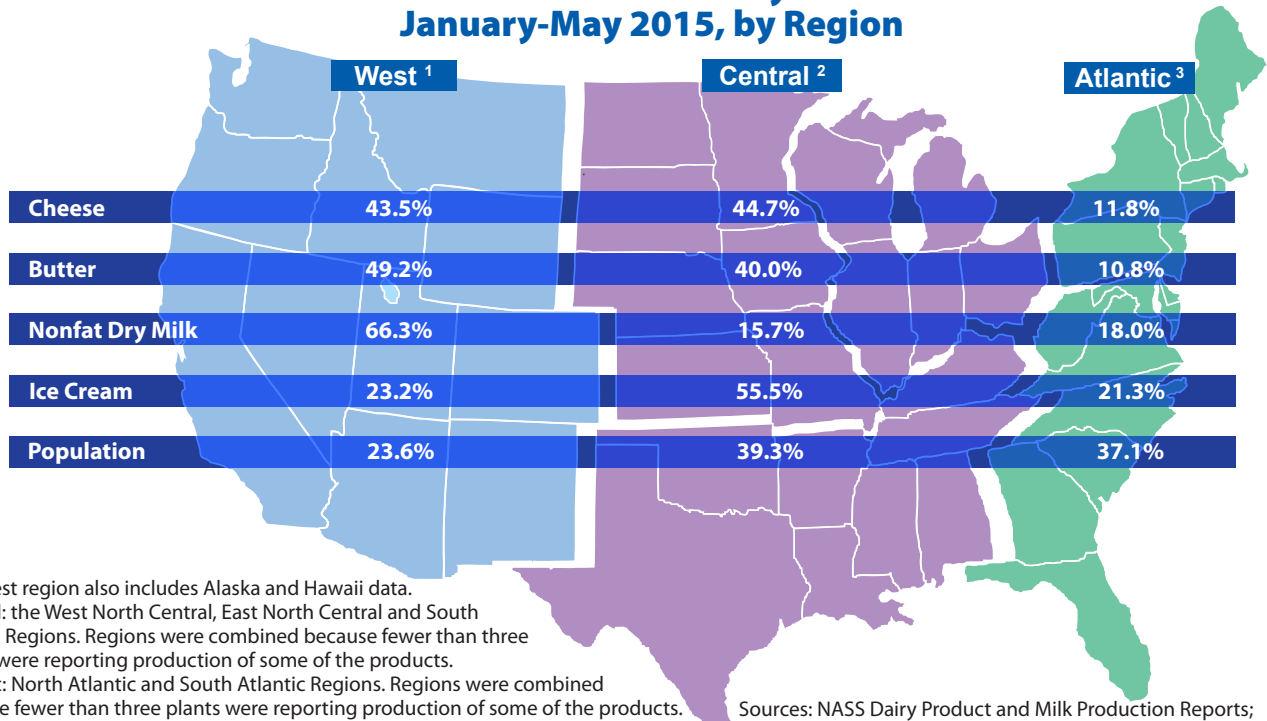 January-May 2015, by Region
West ¹
Central ²
Atlantic ³
Cheese 43.5% 44.7% 11.8%
Butter 49.2% 40.0% 10.8%
Nonfat Dry Milk 66.3% 15.7% 18.0%
Ice Cream 23.2% 55.5% 21.3%
Population 23.6% 39.3% 37.1%
region also includes Alaska and Hawaii data.
the West North Central, East North Central and South
Regions. Regions were combined because fewer than three
were reporting production of some of the products.
North Atlantic and South Atlantic Regions. Regions were combined
fewer than three plants were reporting production of some of the products.
Sources: NASS Dairy Product and Milk Production Reports;